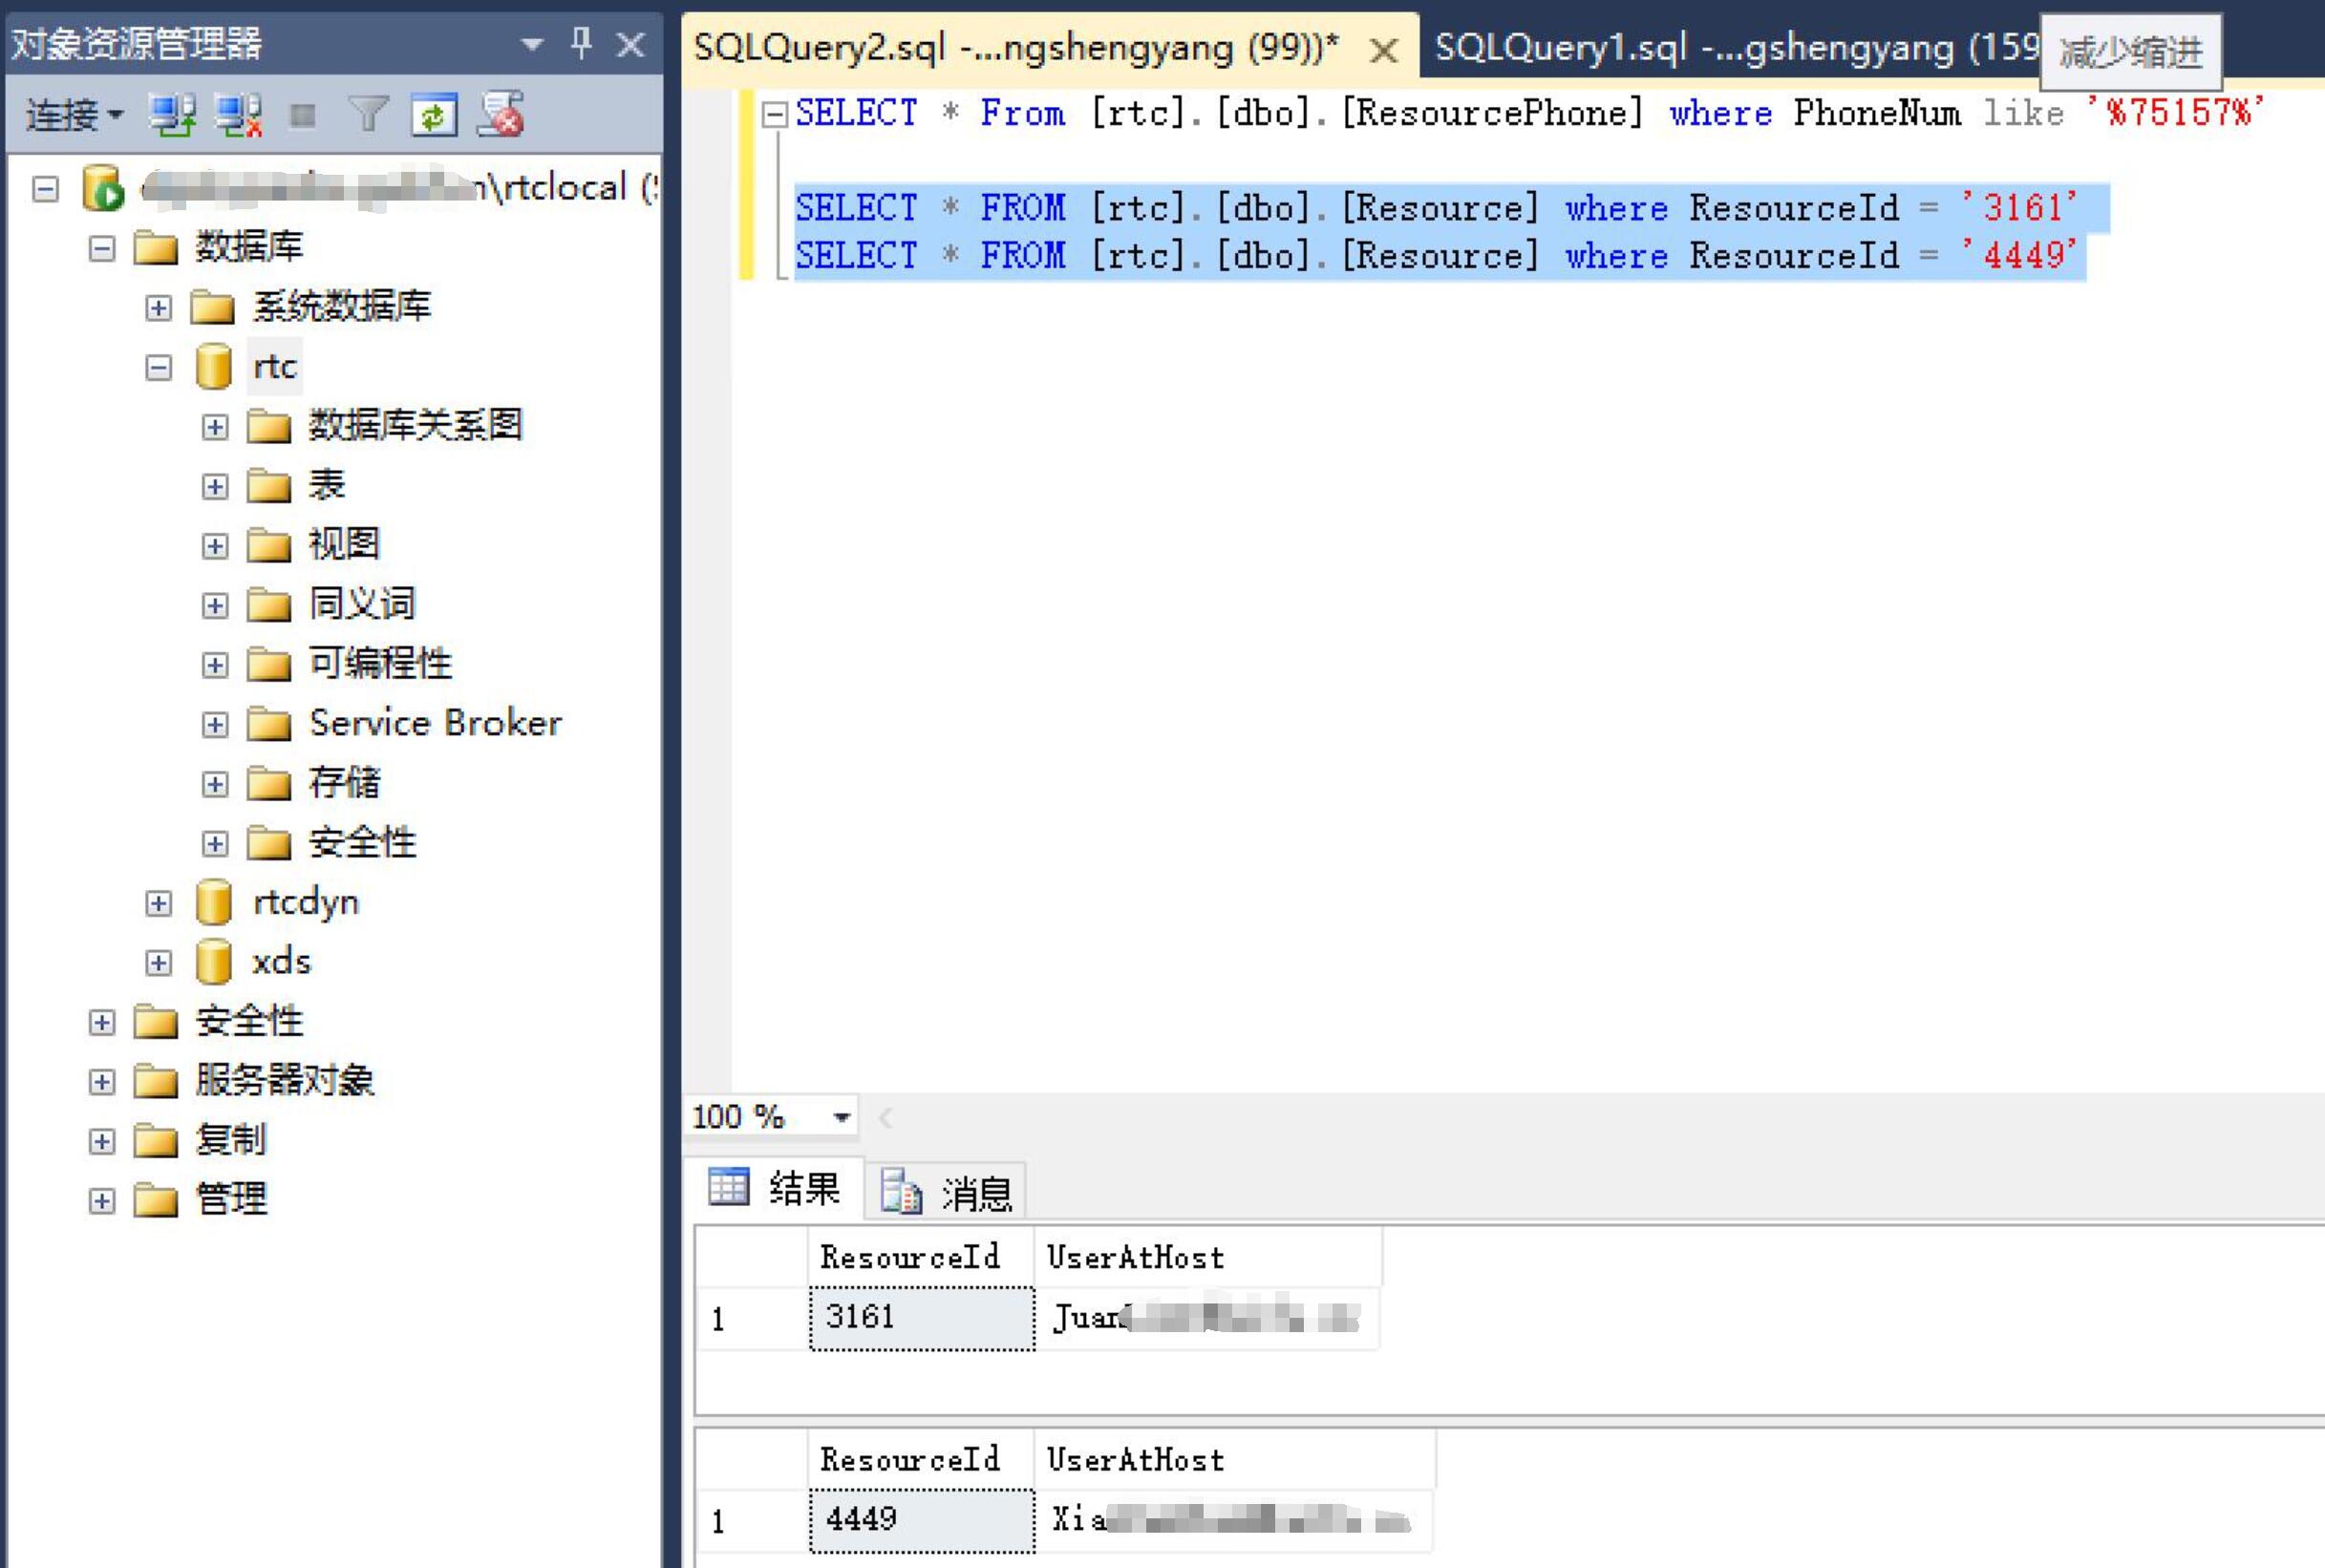 对象资源管理器
连接
\rtclocal (
数据库
系统数据库
rtc
数据库关系图
表
视图
同义词
可编程性
Service Broker
存储
安全性
rtcdyn
xds
安全性
服务器对象
复制
管理
SQLQuery2.sql -...ngshengyang (99))* SQLQuery1.sql -...gshengyang (159
减少缩进
SELECT * From [rtc].[dbo].[ResourcePhone] where PhoneNum like '%75157%'
SELECT * FROM [rtc].[dbo].[Resource] where ResourceId = '3161'
SELECT * FROM [rtc].[dbo].[Resource] where ResourceId = '4449'
100 %
结果 消息
ResourceId UserAtHost
1 3161 Juan
ResourceId UserAtHost
1 4449 Xia